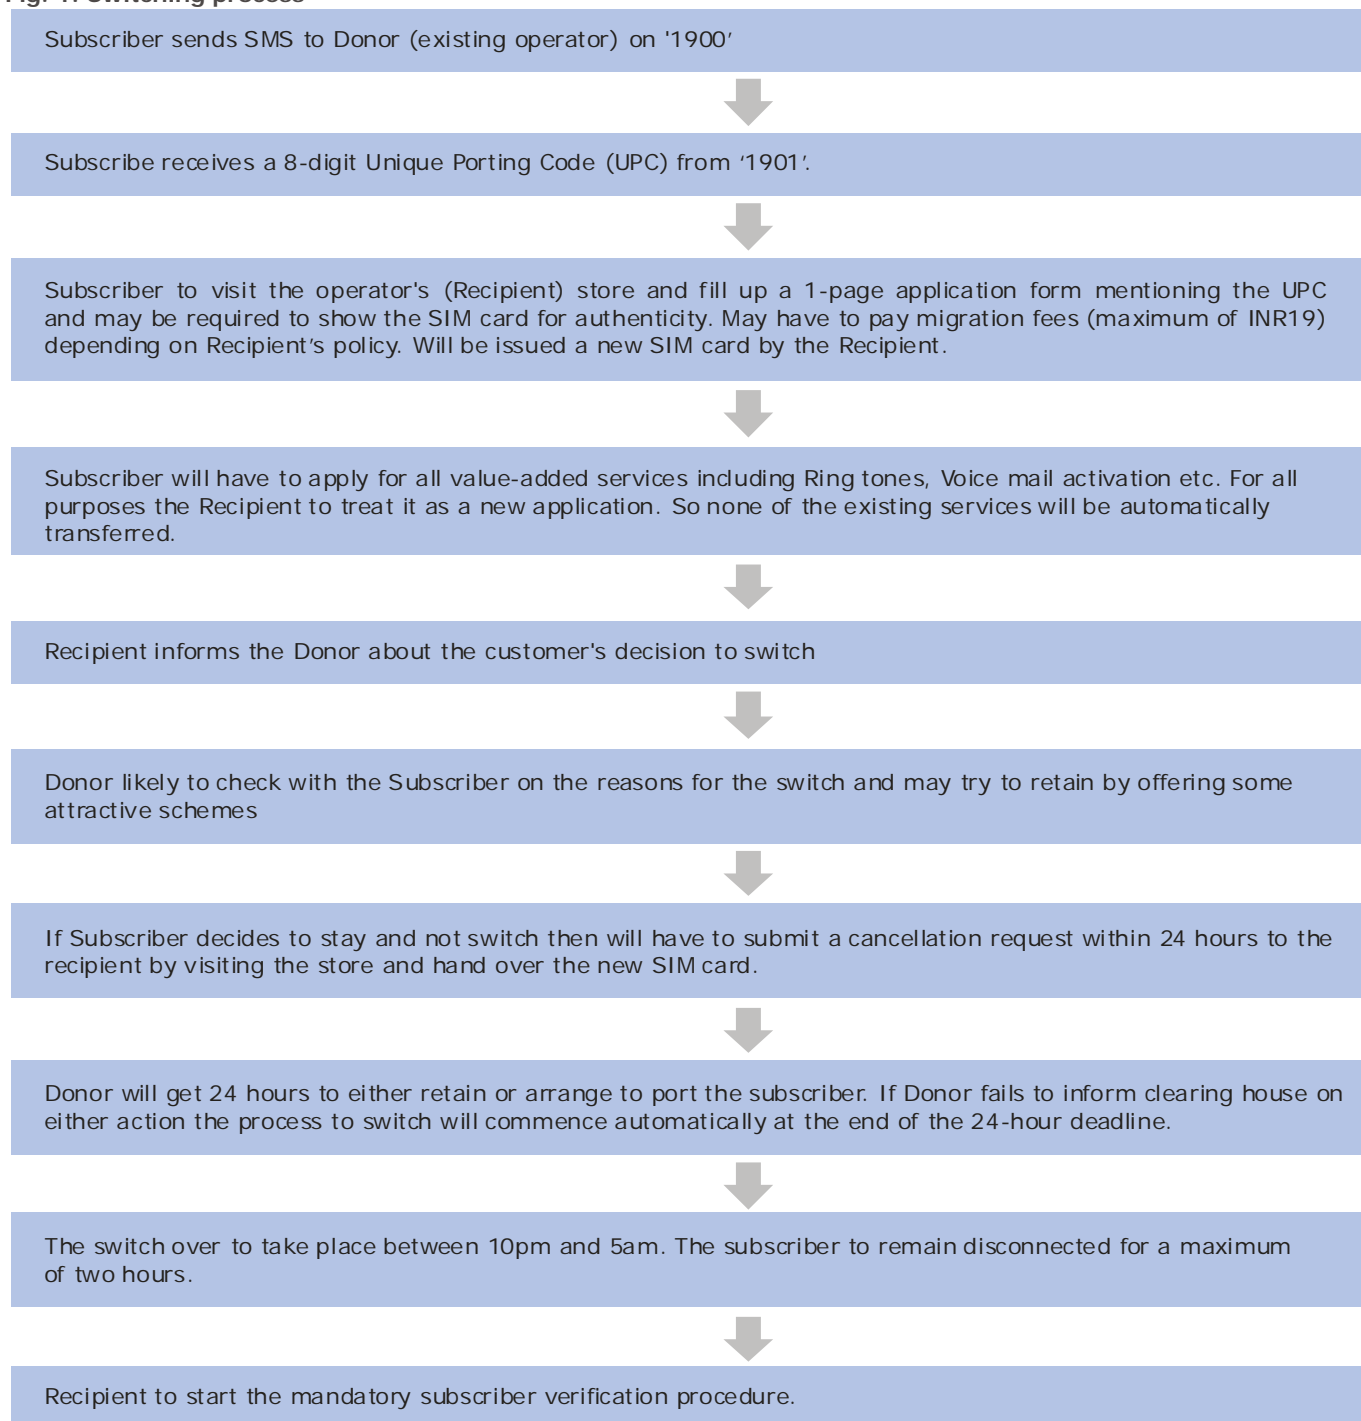 Fig. 1: Switching process
Subscriber sends SMS to Donor (existing operator) on '1900’
Subscribe receives a 8-digit Unique Porting Code (UPC) from ‘1901’.
Subscriber to visit the operator's (Recipient) store and fill up a 1-page application form mentioning the UPC
and may be required to show the SIM card for authenticity. May have to pay migration fees (maximum of INR19)
depending on Recipient’s policy. Will be issued a new SIM card by the Recipient.
Subscriber will have to apply for all value-added services including Ring tones, Voice mail activation etc. For all
purposes the Recipient to treat it as a new application. So none of the existing services will be automatically
transferred.
Recipient informs the Donor about the customer's decision to switch
Donor likely to check with the Subscriber on the reasons for the switch and may try to retain by offering some
attractive schemes
If Subscriber decides to stay and not switch then will have to submit a cancellation request within 24 hours to the
recipient by visiting the store and hand over the new SIM card.
Donor will get 24 hours to either retain or arrange to port the subscriber. If Donor fails to inform clearing house on
either action the process to switch will commence automatically at the end of the 24-hour deadline.
The switch over to take place between 10pm and 5am. The subscriber to remain disconnected for a maximum
of two hours.
Recipient to start the mandatory subscriber verification procedure.